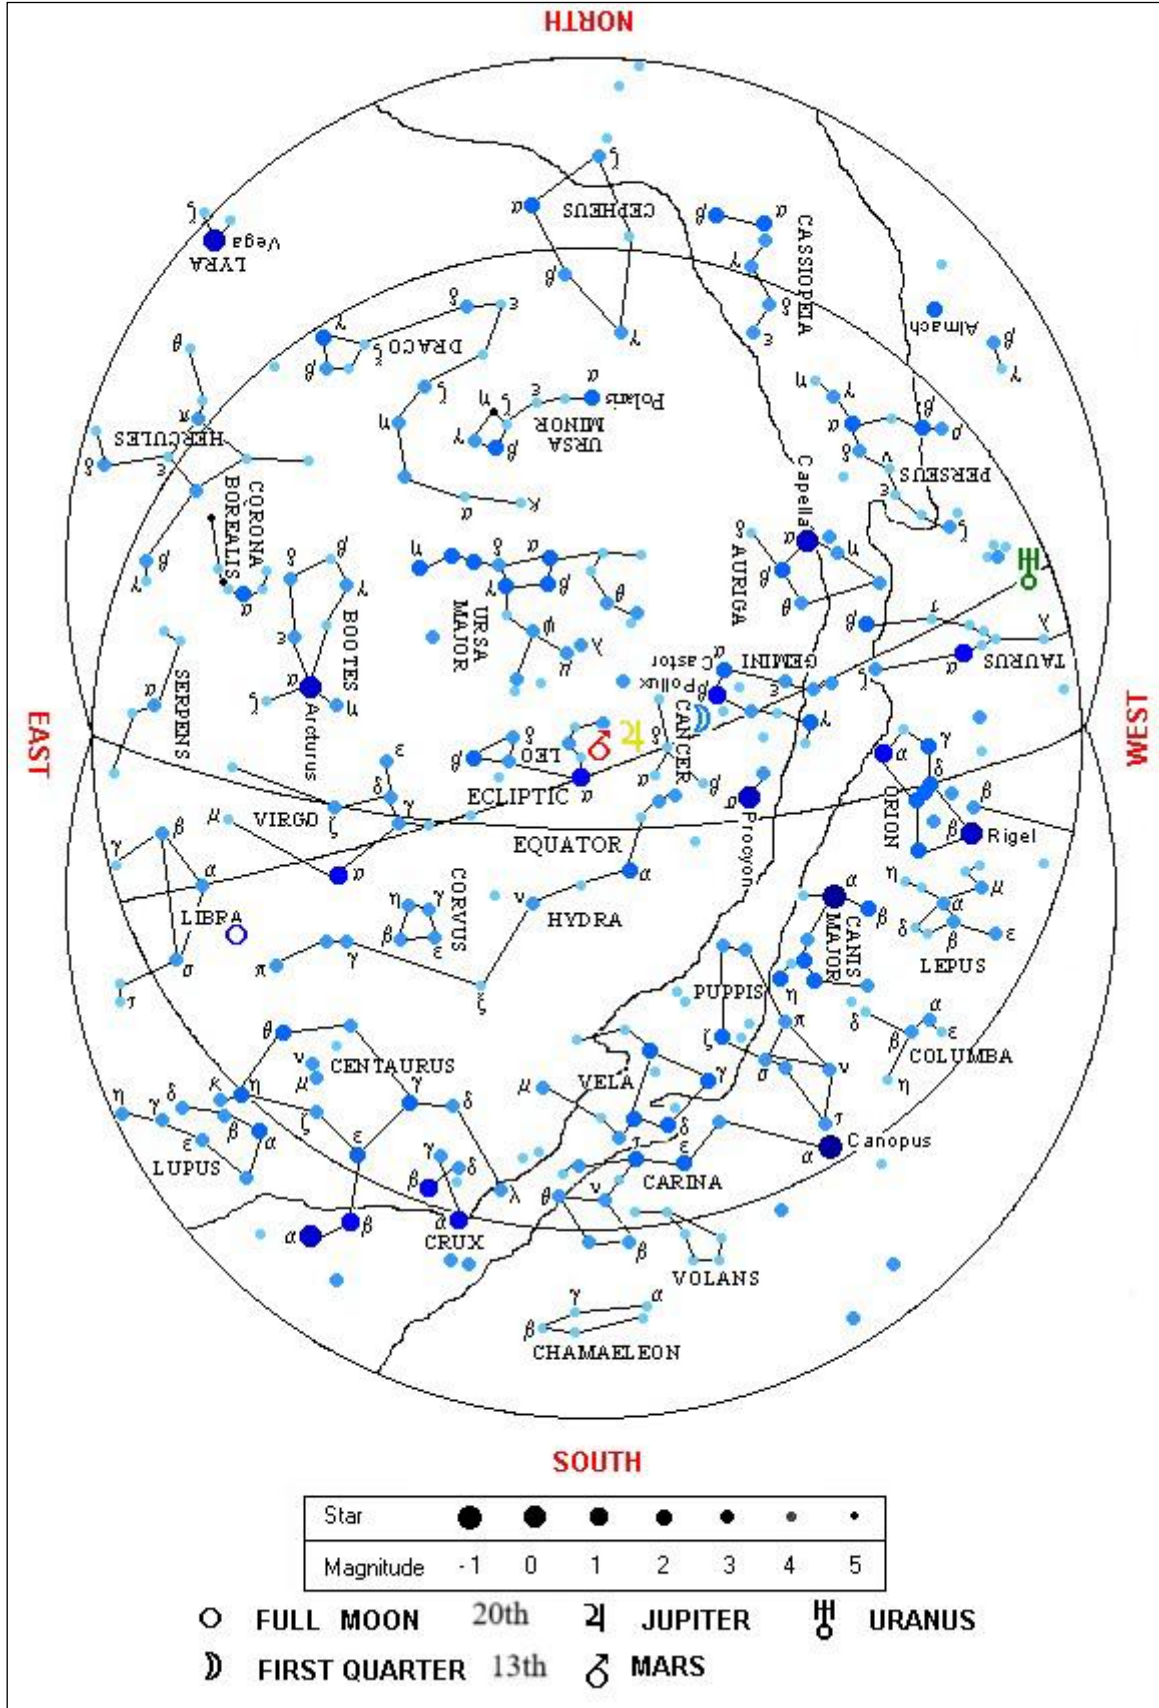 NORTH
ζ
α
CEPHEUS
β
γ
β
α
CASSIOPEIA
γ
δ
ε
ζ
Vega
LYRA
Almach
β
γ
δ
ε
γ
DRACO
ξ
β
ζ
η
α
κ
α
Polaris
η
ζ
ε
URSA
MINOR
γ
β
θ
π
HERCULES
δ
ε
β
γ
η
γ
α
β
ρ
δ
ν
PERSEUS
ε
ζ
CORONA
BOREALIS
α
δ
β
γ
ε
BOOTES
α
ζ
η
Arcturus
Capella
δ
α
η
β
AURIGA
θ
η
δ
α
γ
β
θ
URSA
MAJOR
ψ
λ
μ
β
τ
λ
α
TAURUS
ζ
α
Castor
GEMINI
β
Pollux
ε
γ
SERPENS
α
EAST
WEST
CANCER
δ
α
β
δ
LEO
β
α
ECLIPTIC
ε
δ
γ
VIRGO
ζ
μ
α
EQUATOR
α
Procyon
α
γ
δ
ORION
β
β
Rigel
γ
β
α
LIBRA
σ
τ
CORVUS
η
γ
β
ε
ν
α
HYDRA
π
γ
ξ
α
β
CANIS
MAJOR
η
μ
α
δ
β
ε
LEPUS
PUPPIS
ζ
π
σ
ν
τ
δ
α
β
ε
COLUMBA
η
θ
ν
CENTAURUS
μ
κ
η
γ
δ
ζ
ε
λ
η
γ
δ
ε
β
α
LUPUS
VELA
μ
γ
δ
τ
ε
α
Canopus
CARINA
θ
ν
β
γ
δ
β
α
CRUX
α
β
VOLANS
γ
α
β
CHAMAELEON
SOUTH
Star
Magnitude -1 0 1 2 3 4 5
FULL MOON 20th JUPITER URANUS
FIRST QUARTER 13th MARS